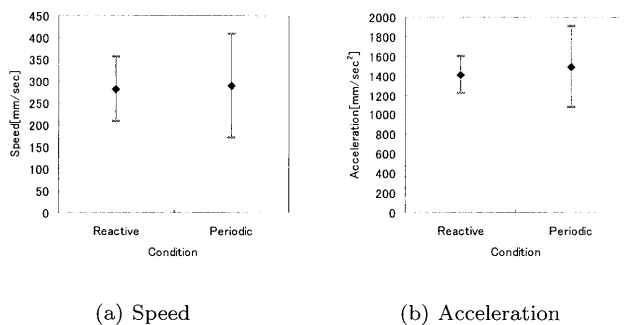 450
400
350
300
250
200
150
100
50
0
Speed[mm/sec]
Reactive Periodic
Condition
(a) Speed
2000
1800
1600
1400
1200
1000
800
600
400
200
0
Acceleration[mm/sec²]
Reactive Periodic
Condition
(b) Acceleration